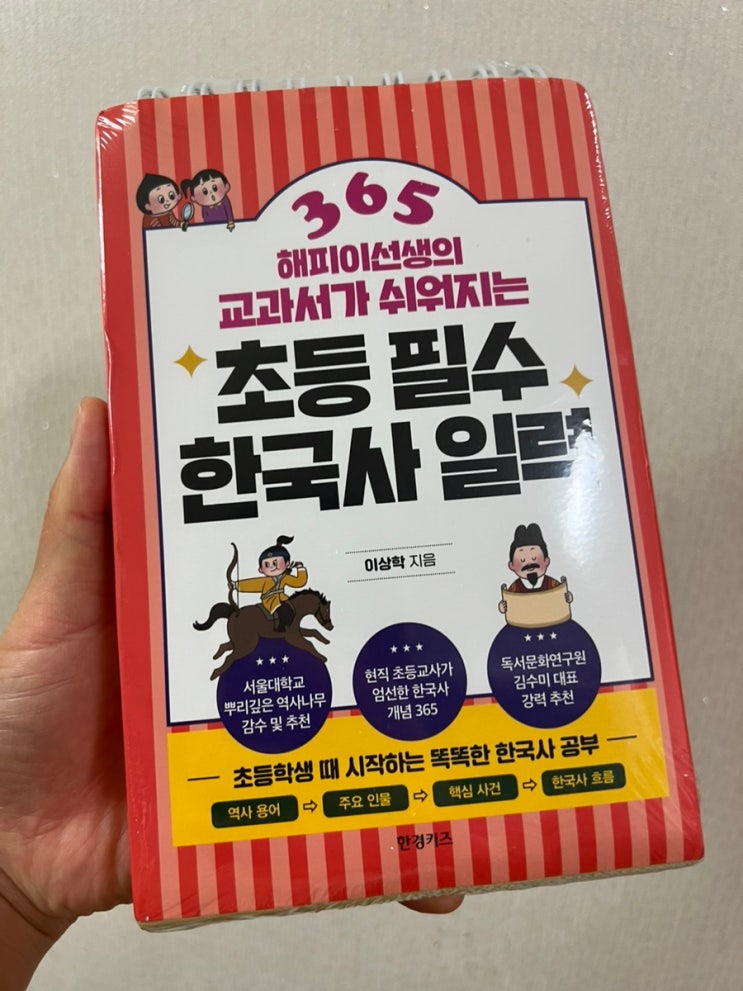 365
해피이선생의
교과서가 쉬워지는
초등 필수
한국사 일력
이상학 지음
서울대학교
뿌리깊은 역사나무
감수 및 추천
현직 초등교사가
엄선한 한국사
개념 365
독서문화연구원
김수미 대표
강력 추천
초등학생 때 시작하는 똑똑한 한국사 공부
역사 용어 ⇨ 주요 인물 ⇨ 핵심 사건 ⇨ 한국사 흐름
한경키즈